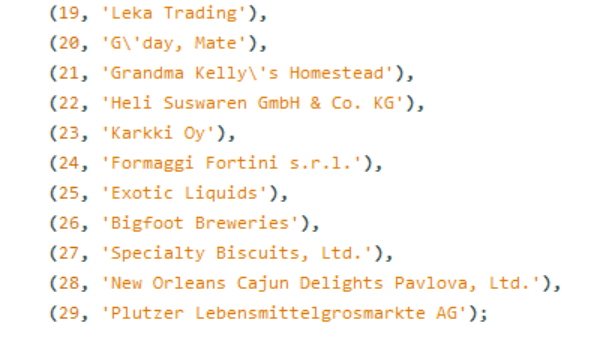 (19, 'Leka Trading'),
(20, 'G\'day, Mate'),
(21, 'Grandma Kelly\'s Homestead'),
(22, 'Heli Suswaren GmbH & Co. KG'),
(23, 'Karkki Oy'),
(24, 'Formaggi Fortini s.r.l.'),
(25, 'Exotic Liquids'),
(26, 'Bigfoot Breweries'),
(27, 'Specialty Biscuits, Ltd.'),
(28, 'New Orleans Cajun Delights Pavlova, Ltd.'),
(29, 'Plutzer Lebensmittelgrosmarkte AG');